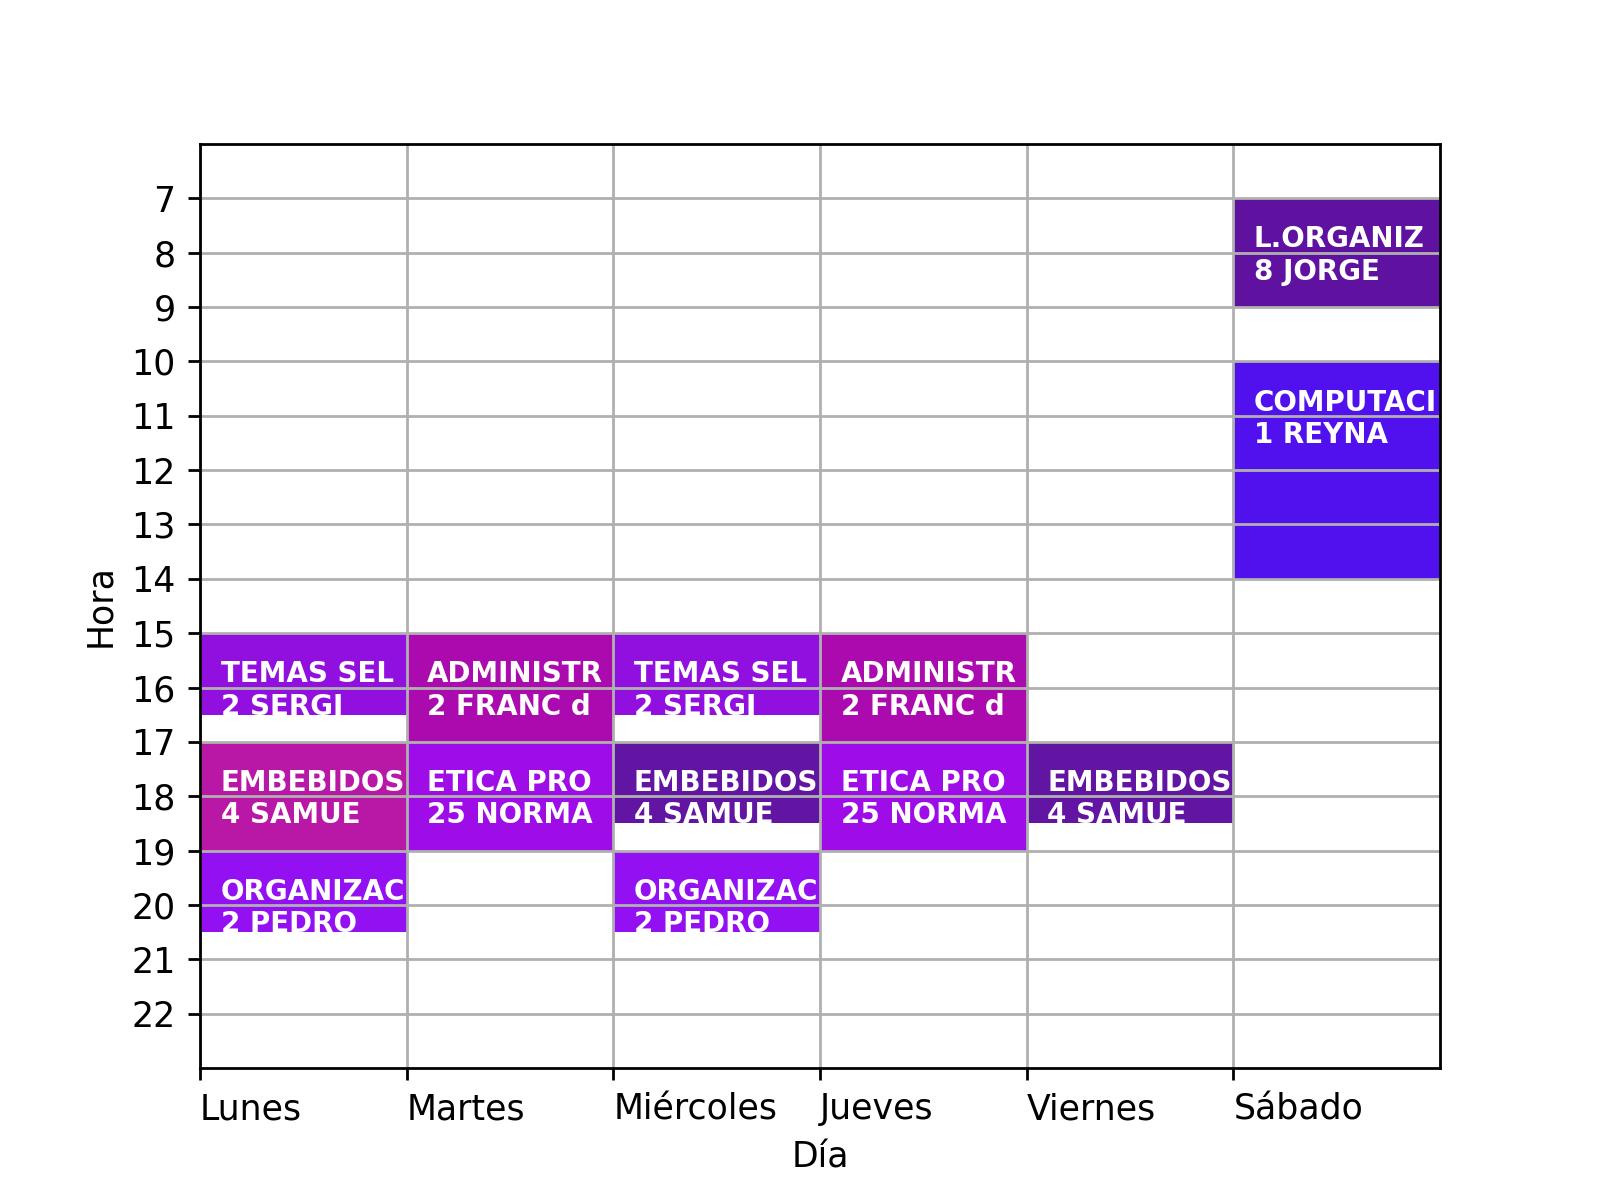 7
L.ORGANIZ
8
8 JORGE
9
10
COMPUTACI
11
1 REYNA
12
13
14
Hora
15
TEMAS SEL ADMINISTR TEMAS SEL ADMINISTR
16
2 SERGI 2 FRANC d 2 SERGI 2 FRANC d
17
EMBEBIDOS ETICA PRO EMBEBIDOS ETICA PRO EMBEBIDOS
18
4 SAMUE 25 NORMA 4 SAMUE 25 NORMA 4 SAMUE
19
ORGANIZAC ORGANIZAC
20
2 PEDRO 2 PEDRO
21
22
Lunes Martes Miércoles Jueves Viernes Sábado
Día